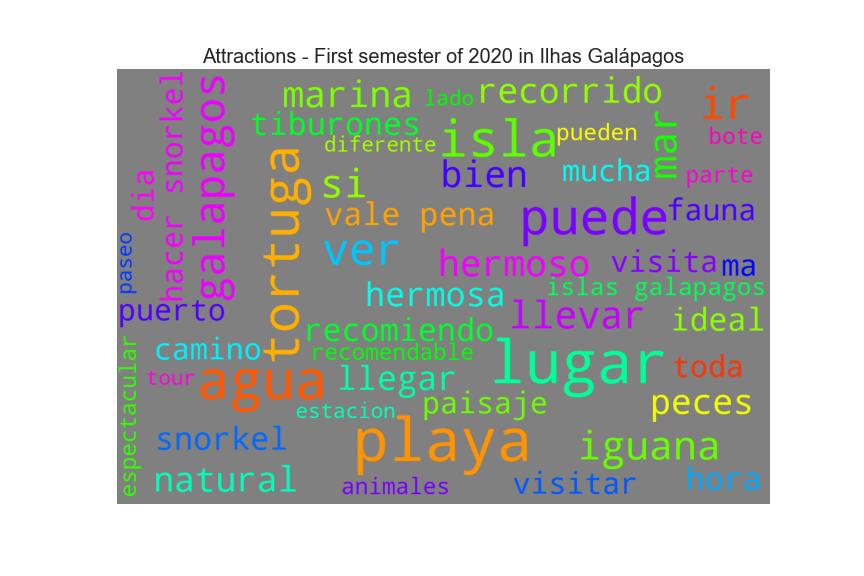 Attractions - First semester of 2020 in Ilhas Galápagos
marina
lado
recorrido
ir
tiburones
diferente
isla
pueden
mar
bote
dia
hacer snorkel
galapagos
tortuga
si
bien
mucha
parte
vale pena
puede
fauna
paseo
ver
hermoso
visita
ma
puerto
hermosa
islas galapagos
recomiendo
llevar
ideal
camino
recomendable
lugar
toda
espectacular
tour
agua
llegar
estacion
paisaje
peces
snorkel
playa
iguana
natural
animales
visitar
hora